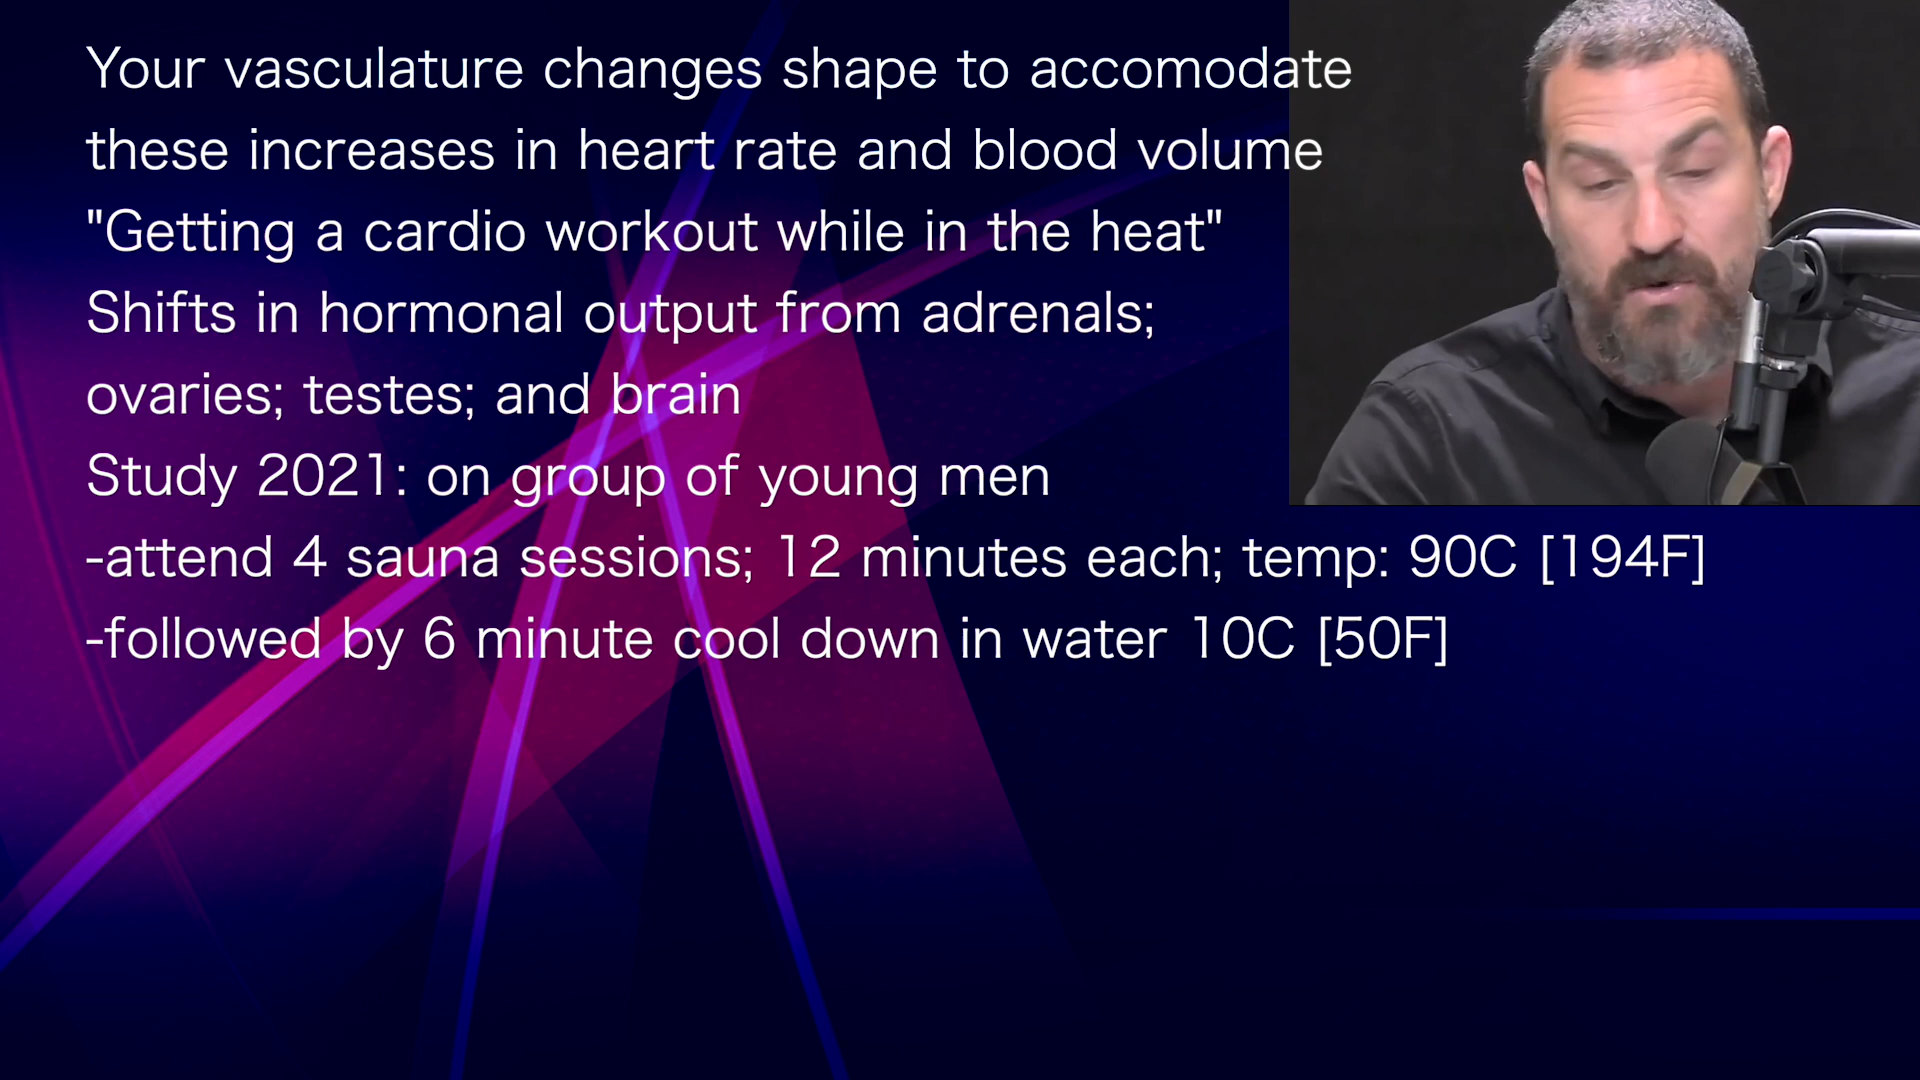 Your vasculature changes shape to accomodate
these increases in heart rate and blood volume
"Getting a cardio workout while in the heat"
Shifts in hormonal output from adrenals;
ovaries; testes; and brain
Study 2021: on group of young men
-attend 4 sauna sessions; 12 minutes each; temp: 90C [194F]
-followed by 6 minute cool down in water 10C [50F]